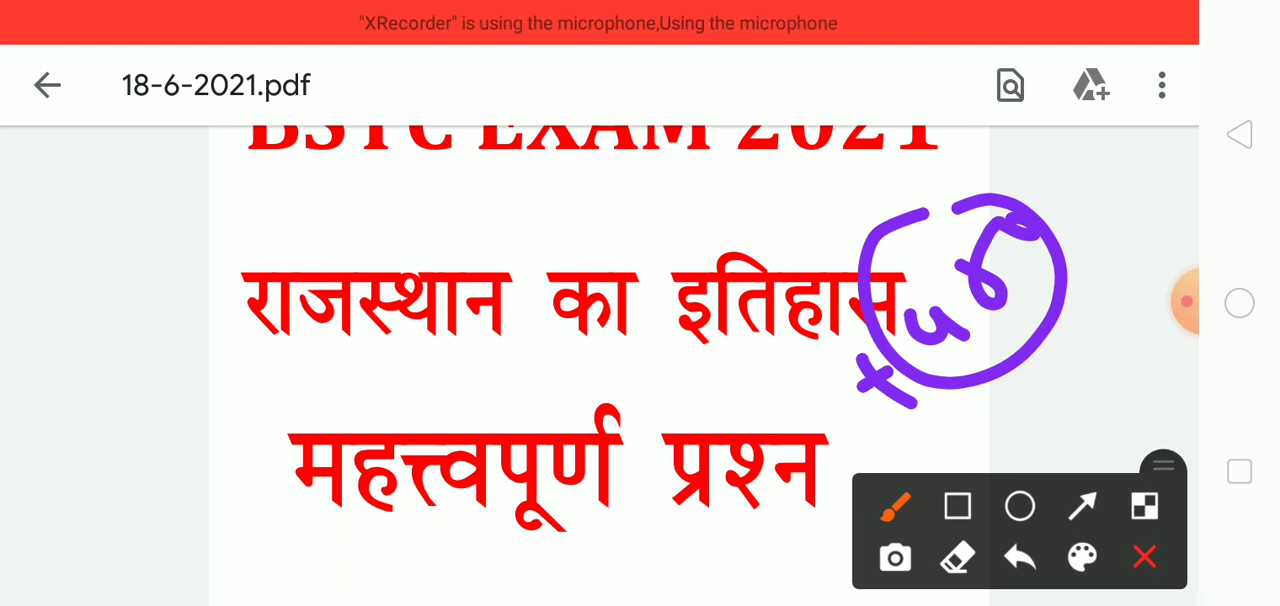 "XRecorder" is using the microphone,Using the microphone
18-6-2021.pdf
BSTC EXAM 2021
राजस्थान का इतिहास
महत्त्वपूर्ण प्रश्न